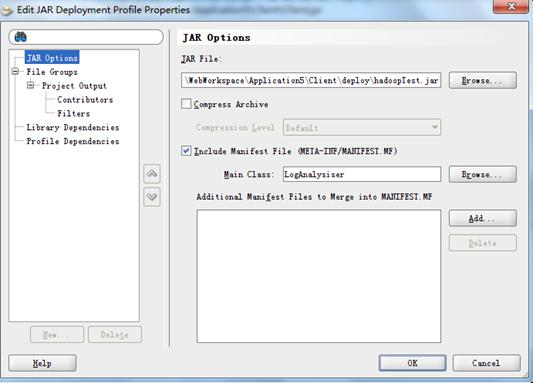 Edit JAR Deployment Profile Properties
JAR Options
File Groups
Project Output
Contributors
Filters
Library Dependencies
Profile Dependencies
New...
Delete
JAR Options
JAR File:
\WebWorkspace\Application5\Client\deploy\hadoopTest.jar
Browse...
Compress Archive
Compression Level
Default
Include Manifest File (META-INF/MANIFEST.MF)
Main Class:
LogAnalysiser
Browse...
Additional Manifest Files to Merge into MANIFEST.MF
Add...
Delete
Help
OK
Cancel